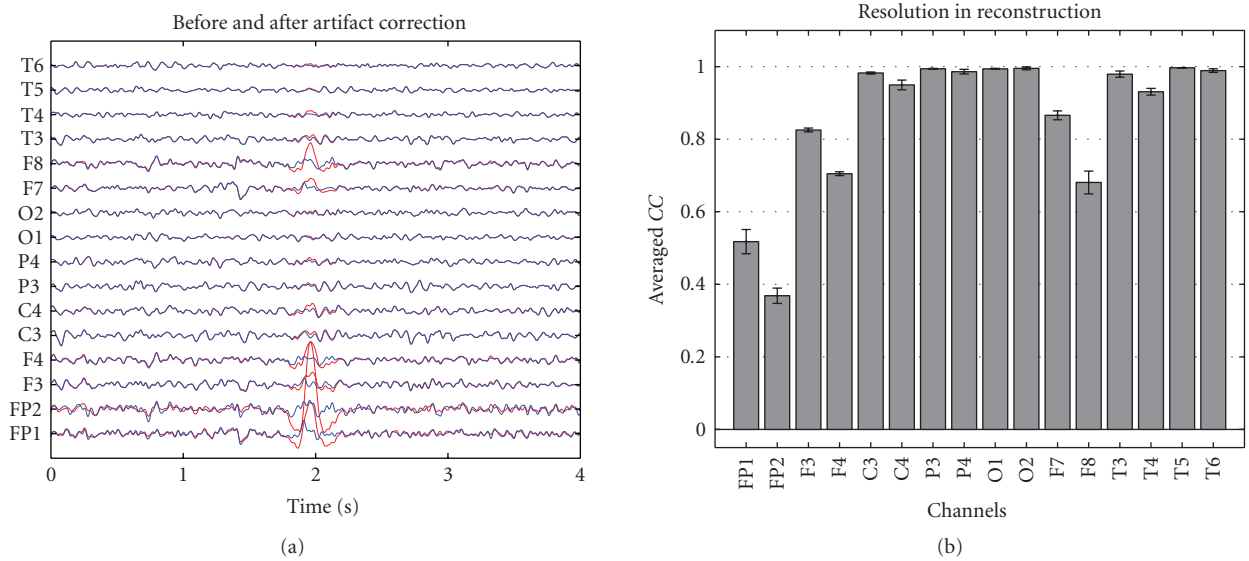 Before and after artifact correction
T6
T5
T4
T3
F8
F7
O2
O1
P4
P3
C4
C3
F4
F3
FP2
FP1
0 1 2 3 4
Time (s)
(a)
Resolution in reconstruction
1
0.8
0.6
0.4
0.2
0
Averaged CC
FP1 FP2 F3 F4 C3 C4 P3 P4 O1 O2 F7 F8 T3 T4 T5 T6
Channels
(b)